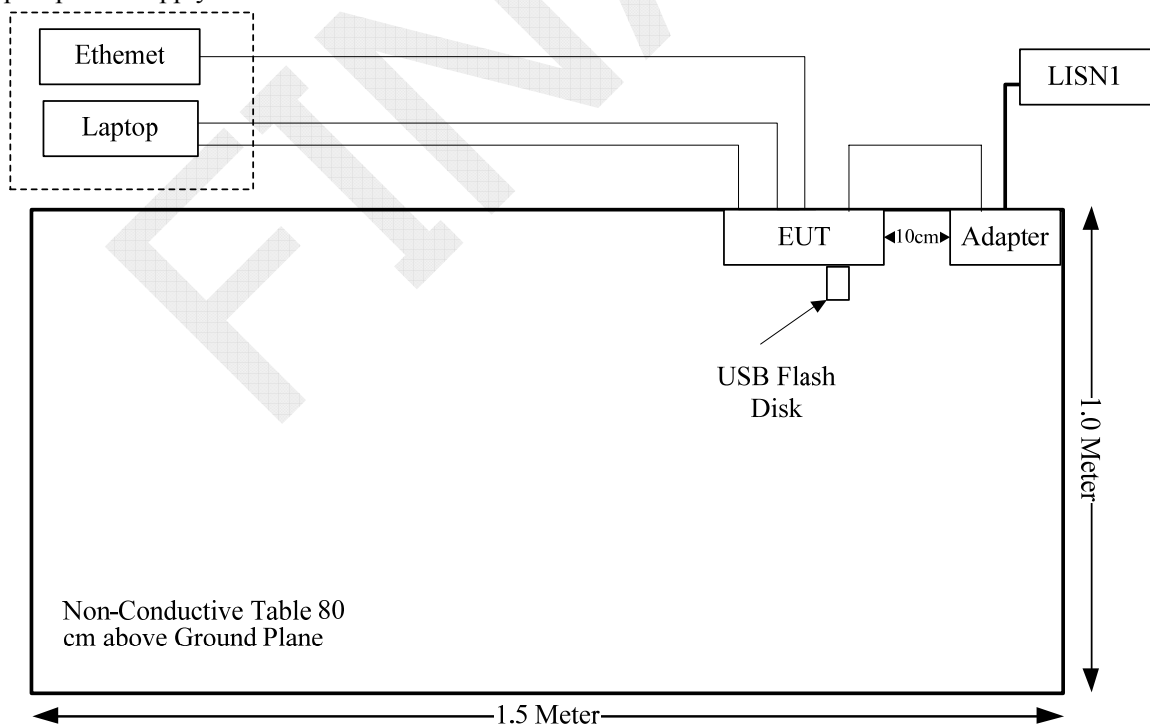 Ethemet
Laptop
LISN1
EUT
10cm
Adapter
USB Flash
Disk
1.0 Meter
Non-Conductive Table 80
cm above Ground Plane
1.5 Meter